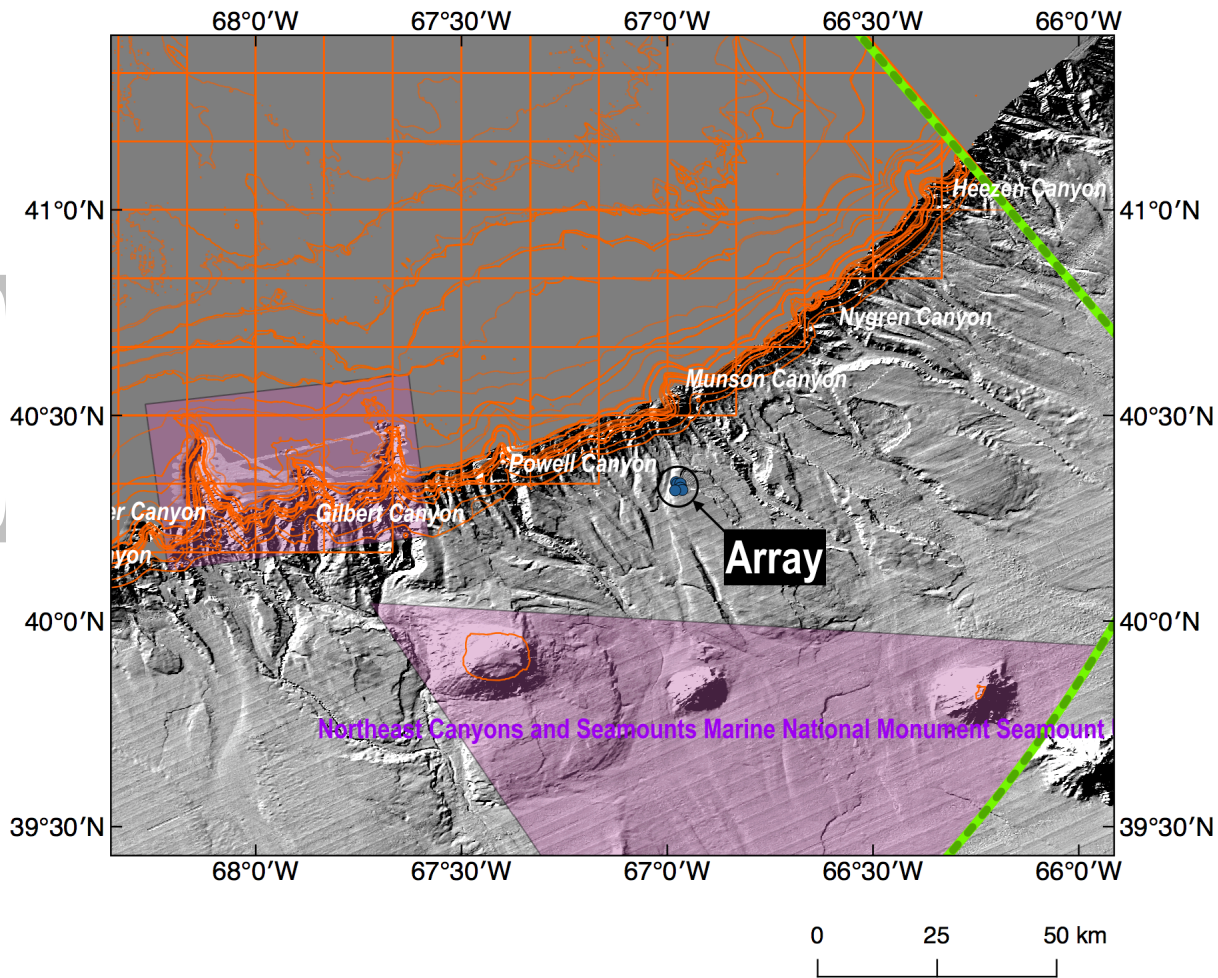 68°0′W 67°30′W 67°0′W 66°30′W 66°0′W
Heezen Canyon
41°0′N 41°0′N
Nygren Canyon
Munson Canyon
40°30′N 40°30′N
Powell Canyon
er Canyon Gilbert Canyon
yon
Array
40°0′N 40°0′N
Northeast Canyons and Seamounts Marine National Monument Seamount
39°30′N 39°30′N
68°0′W 67°30′W 67°0′W 66°30′W 66°0′W
0 25 50 km